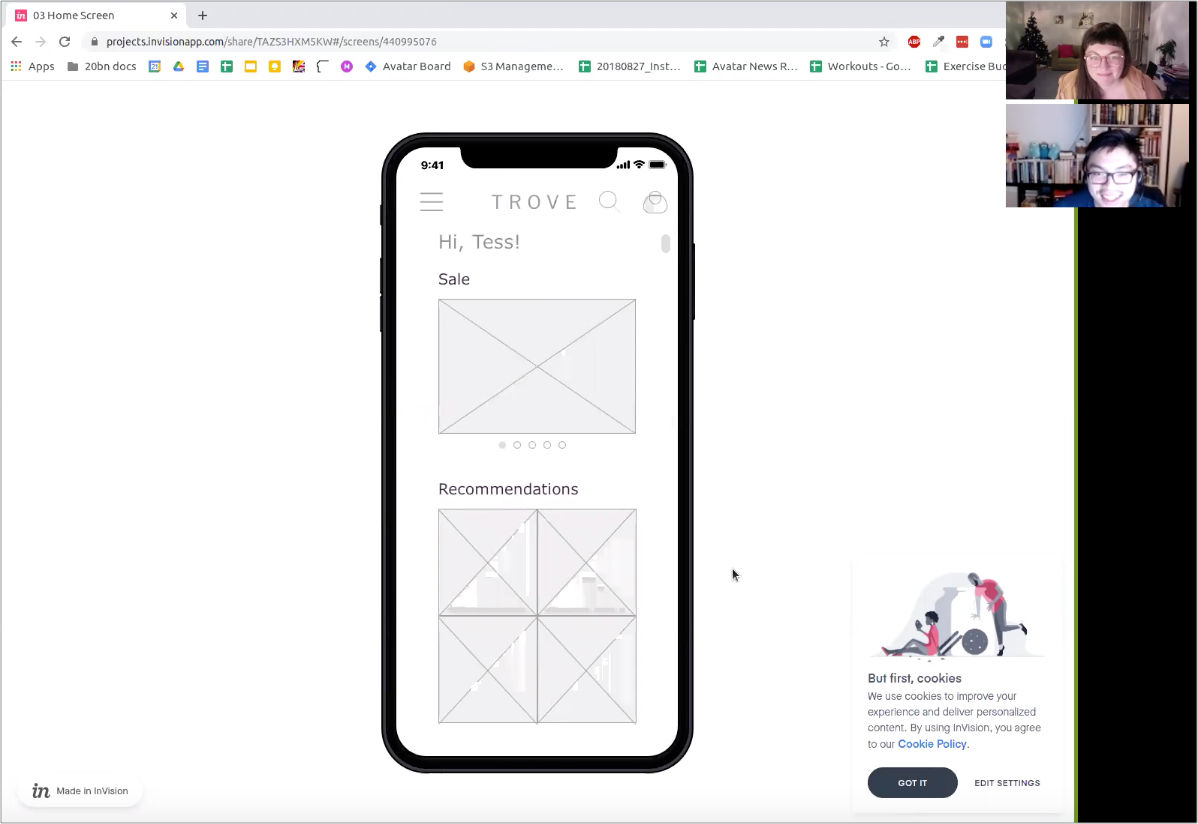 03 Home Screen
projects.invisionapp.com/share/TAZS3HXM5KW#/screens/440995076
ABP
Apps
20bn docs
Avatar Board
S3 Manageme...
20180827_Inst...
Avatar News R...
Workouts - Go...
Exercise Buc
9:41
TROVE
Hi, Tess!
Sale
Recommendations
But first, cookies
We use cookies to improve your
experience and deliver personalized
content. By using InVision, you agree
to our Cookie Policy.
GOT IT
EDIT SETTINGS
in Made in InVision